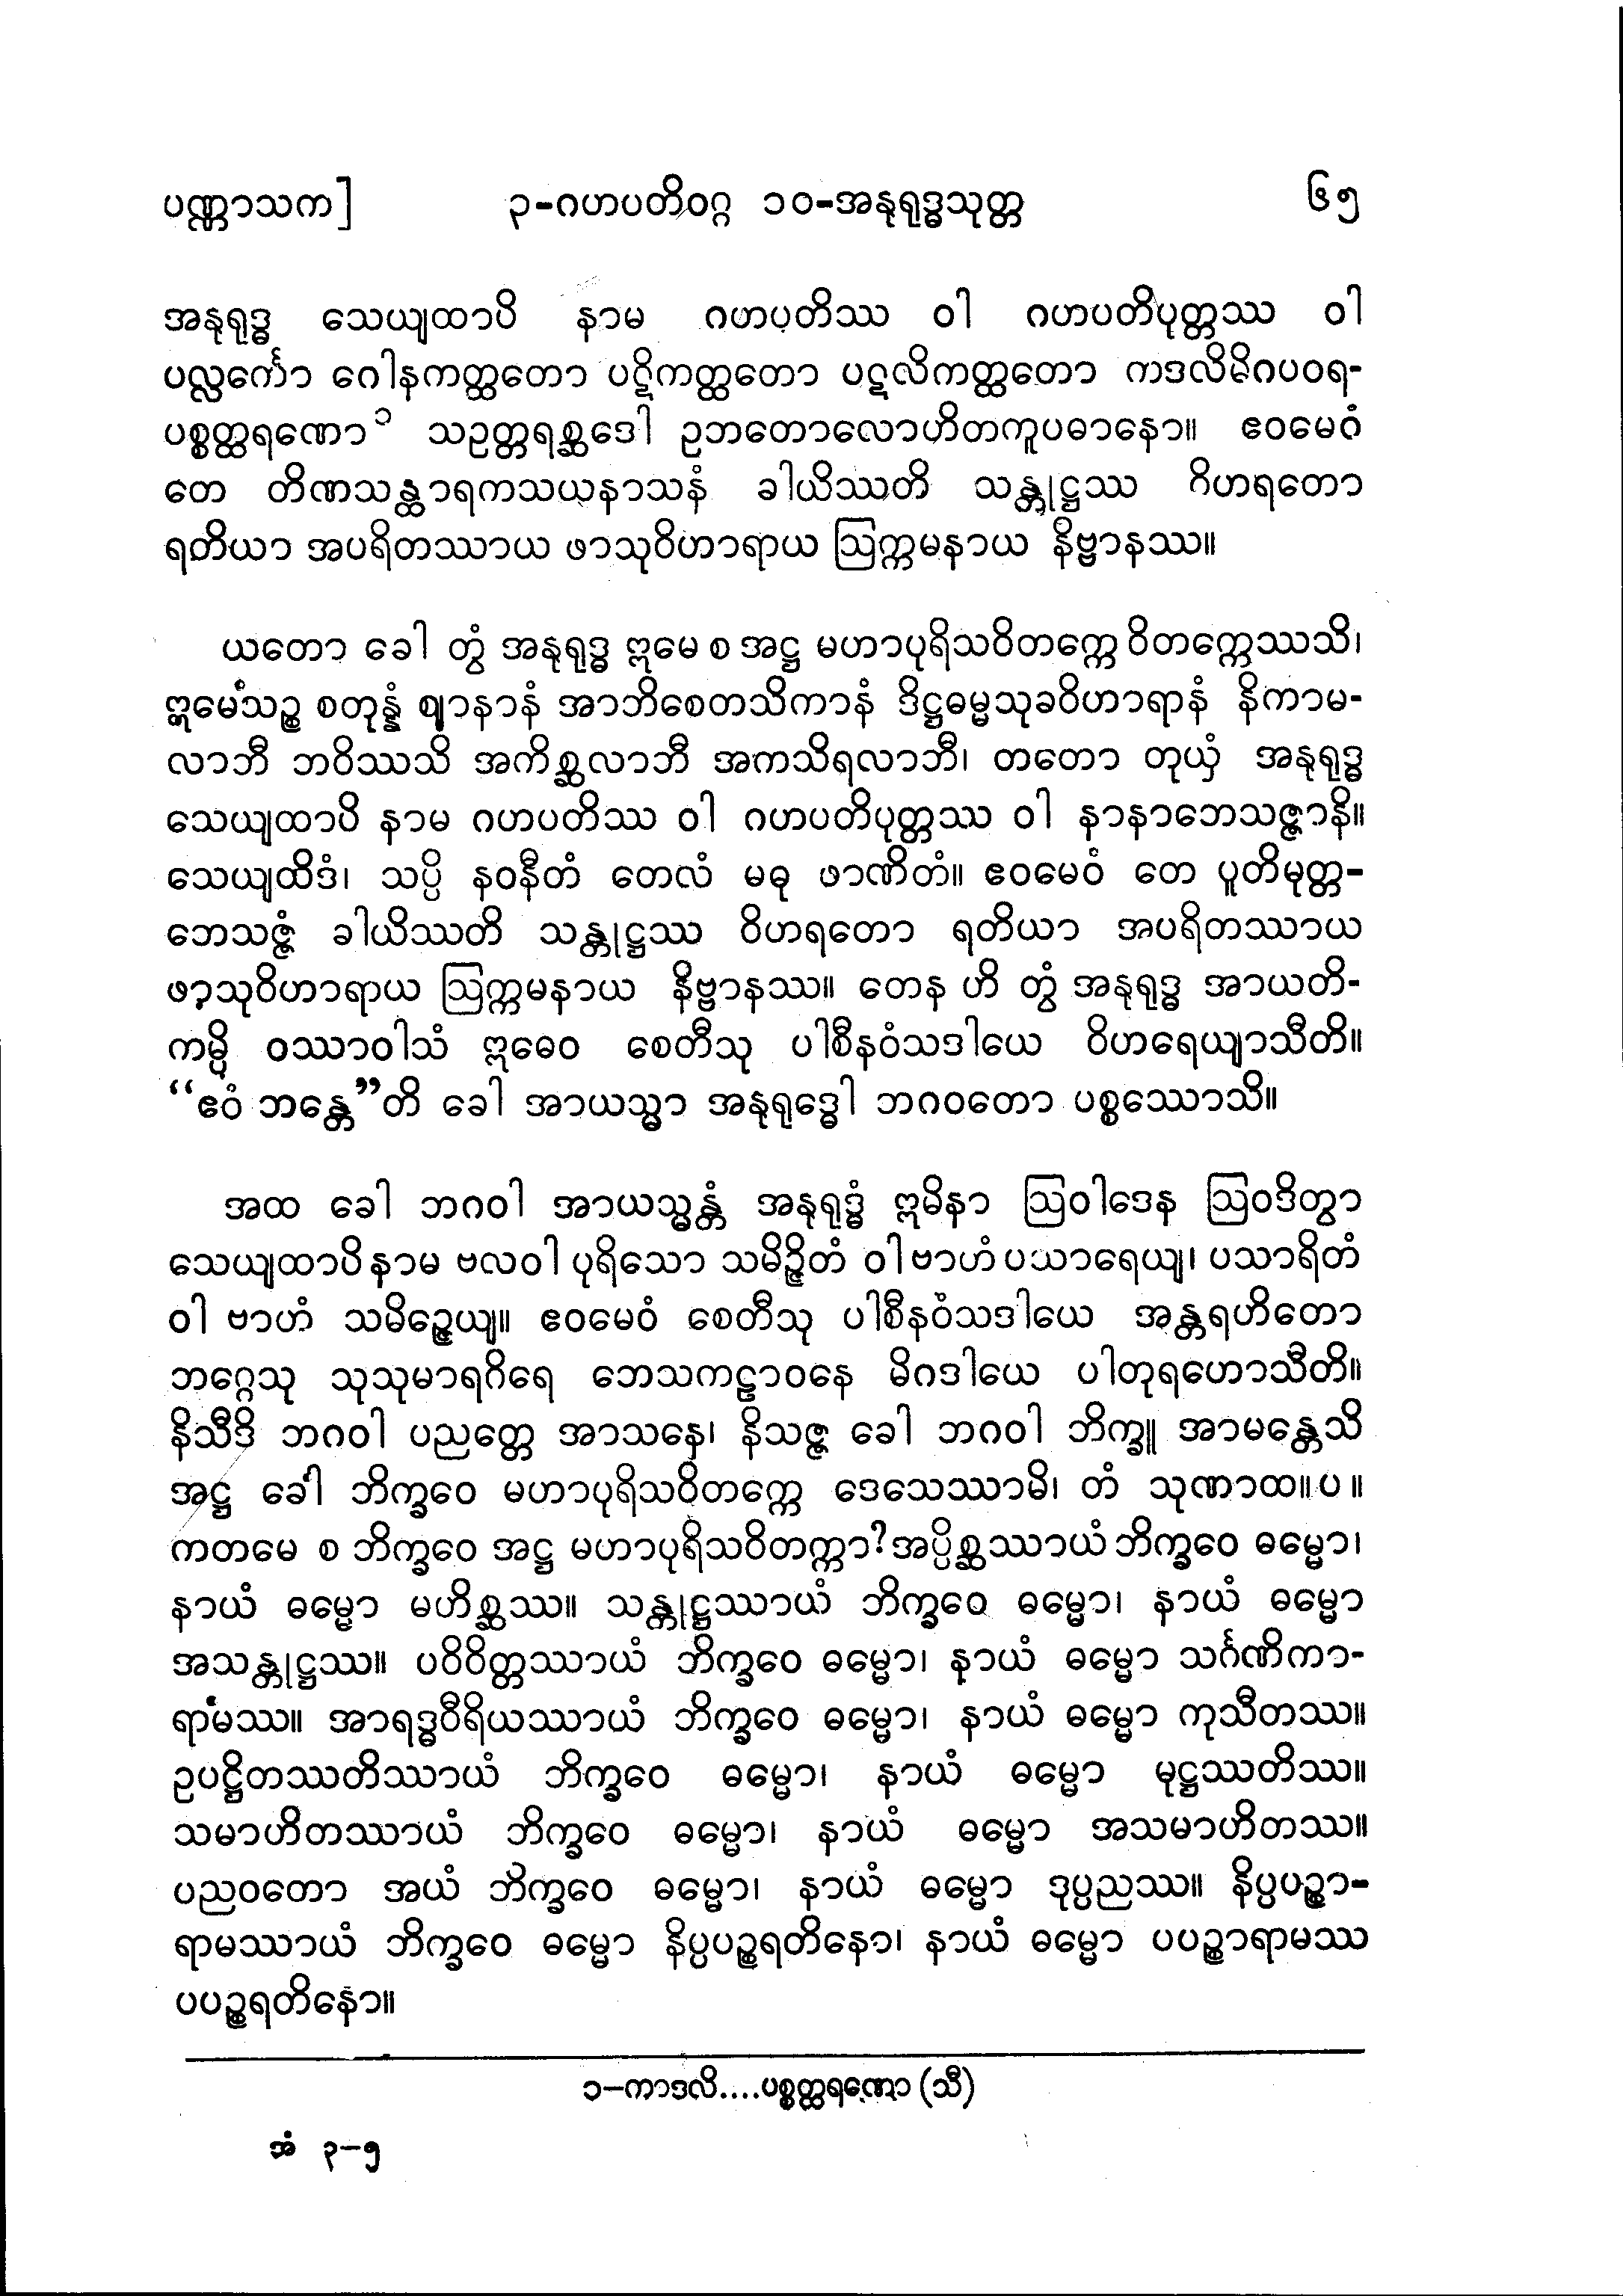 ပဏ္ဏာသက] ၃-ဂဟပတိဝဂ္ဂ ၁၀-အနုရုဒ္ဓသုတ္တ ၆၅
အနုရုဒ္ဓ သေယျထာပိ နာမ ဂဟပတိဿ ဝါ ဂဟပတိပုတ္တဿ ဝါ
ပလ္လင်္ကော ဂေါနကတ္ထတော ပဋိကတ္ထတော ပဋလိကတ္ထတော ကဒလိမိဂပဝရ-
ပစ္စတ္ထရဏော ၁ သဥတ္တရစ္ဆဒေါ ဥဘတောလောဟိတကူပဓာနော။ ဧဝမေဝံ
တေ တိဏသန္ထာရကသယနာသနံ ခါယိဿတိ သန္တုဋ္ဌဿ ဝိဟရတော
ရတိယာ အပရိတဿာယ ဖာသုဝိဟာရာယ ဩက္ကမနာယ နိဗ္ဗာနဿ။
ယတော ခေါ တွံ အနုရုဒ္ဓ ဣမေ စ အဋ္ဌ မဟာပုရိသဝိတက္ကေ ဝိတက္ကေဿသိ၊
ဣမေသဉ္စ စတုန္နံ ဈာနာနံ အာဘိစေတသိကာနံ ဒိဋ္ဌဓမ္မသုခဝိဟာရာနံ နိကာမ-
လာဘီ ဘဝိဿသိ အကိစ္ဆလာဘီ အကသိရလာဘီ၊ တတော တုယှံ အနုရုဒ္ဓ
သေယျထာပိ နာမ ဂဟပတိဿ ဝါ ဂဟပတိပုတ္တဿ ဝါ နာနာဘေသဇ္ဇာနိ။
သေယျထိဒံ၊ သပ္ပိ နဝနီတံ တေလံ မဓု ဖာဏိတံ။ ဧဝမေဝံ တေ ပူတိမုတ္တ-
ဘေသဇ္ဇံ ခါယိဿတိ သန္တုဋ္ဌဿ ဝိဟရတော ရတိယာ အပရိတဿာယ
ဖာသုဝိဟာရာယ ဩက္ကမနာယ နိဗ္ဗာနဿ။ တေန ဟိ တွံ အနုရုဒ္ဓ အာယတိ-
ကမ္ပိ ဝဿာဝါသံ ဣဓေဝ စေတီသု ပါစီနဝံသဒါယေ ဝိဟရေယျာသီတိ။
“ဧဝံ ဘန္တေ”တိ ခေါ အာယသ္မာ အနုရုဒ္ဓေါ ဘဂဝတော ပစ္စဿောသိ။
အထ ခေါ ဘဂဝါ အာယသ္မန္တံ အနုရုဒ္ဓံ ဣမိနာ ဩဝါဒေန ဩဝဒိတွာ
သေယျထာပိ နာမ ဗလဝါ ပုရိသော သမိဉ္ဇိတံ ဝါ ဗာဟံ ပသာရေယျ၊ ပသာရိတံ
ဝါ ဗာဟံ သမိဉ္ဇေယျ။ ဧဝမေဝံ စေတီသု ပါစီနဝံသဒါယေ အန္တရဟိတော
ဘဂ္ဂေသု သုသုမာရဂိရေ ဘေသကဠာဝနေ မိဂဒါယေ ပါတုရဟောသီတိ။
နိသီဒိ ဘဂဝါ ပညတ္တေ အာသနေ၊ နိသဇ္ဇ ခေါ ဘဂဝါ ဘိက္ခူ အာမန္တေသိ
အဋ္ဌ ခေါ ဘိက္ခဝေ မဟာပုရိသဝိတက္ကေ ဒေသေဿာမိ၊ တံ သုဏာထ။ပ။
ကတမေ စ ဘိက္ခဝေ အဋ္ဌ မဟာပုရိသဝိတက္ကာ? အပ္ပိစ္ဆဿာယံ ဘိက္ခဝေ ဓမ္မော၊
နာယံ ဓမ္မော မဟိစ္ဆဿ။ သန္တုဋ္ဌဿာယံ ဘိက္ခဝေ ဓမ္မော၊ နာယံ ဓမ္မော
အသန္တုဋ္ဌဿ။ ပဝိဝိတ္တဿာယံ ဘိက္ခဝေ ဓမ္မော၊ နာယံ ဓမ္မော သင်္ဂဏိကာ-
ရာမဿ။ အာရဒ္ဓဝီရိယဿာယံ ဘိက္ခဝေ ဓမ္မော၊ နာယံ ဓမ္မော ကုသီတဿ။
ဥပဋ္ဌိတဿတိဿာယံ ဘိက္ခဝေ ဓမ္မော၊ နာယံ ဓမ္မော မုဋ္ဌဿတိဿ။
သမာဟိတဿာယံ ဘိက္ခဝေ ဓမ္မော၊ နာယံ ဓမ္မော အသမာဟိတဿ။
ပညဝတော အယံ ဘိက္ခဝေ ဓမ္မော၊ နာယံ ဓမ္မော ဒုပ္ပညဿ။ နိပ္ပပဉ္စာ-
ရာမဿာယံ ဘိက္ခဝေ ဓမ္မော နိပ္ပပဉ္စရတိနော၊ နာယံ ဓမ္မော ပပဉ္စာရာမဿ
ပပဉ္စရတိနော။
၁-ကာဒလိ....ပစ္စတ္ထရဏော (သီ)
အံ ၃-၅